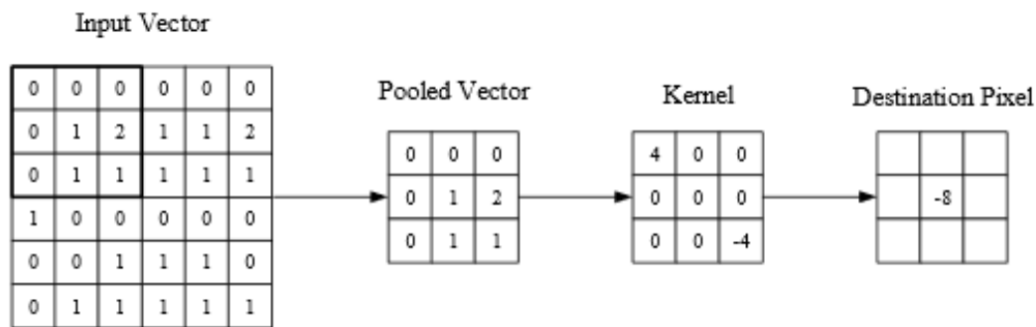 Input Vector
0 0 0 0 0 0
0 1 2 1 1 2
0 1 1 1 1 1
1 0 0 0 0 0
0 0 1 1 1 0
0 1 1 1 1 1
Pooled Vector
0 0 0
0 1 2
0 1 1
Kernel
4 0 0
0 0 0
0 0 -4
Destination Pixel
-8